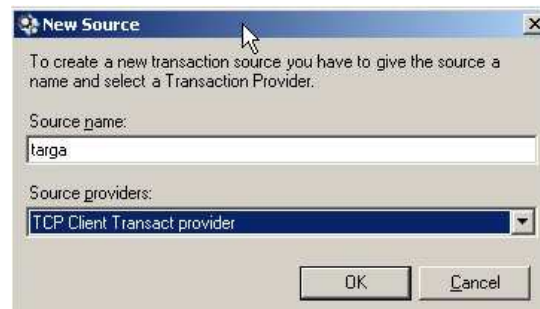 New Source
To create a new transaction source you have to give the source a
name and select a Transaction Provider.
Source name:
targa
Source providers:
TCP Client Transact provider
OK
Cancel